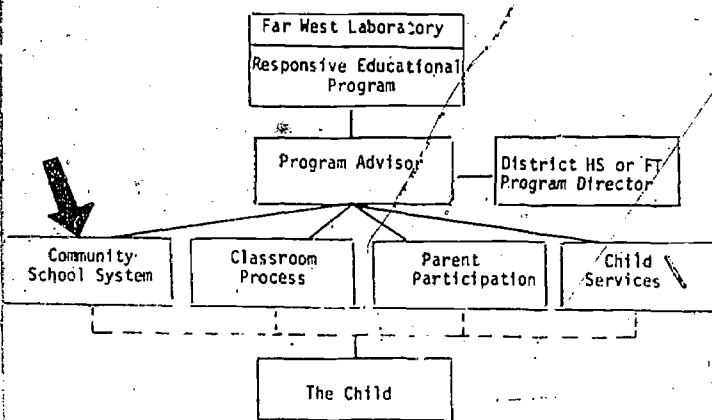 Far West Laboratory
Responsive Educational
Program
Program Advisor
District HS or FT
Program Director
Community-
School System
Classroom
Process
Parent
Participation
Child
Services
The Child